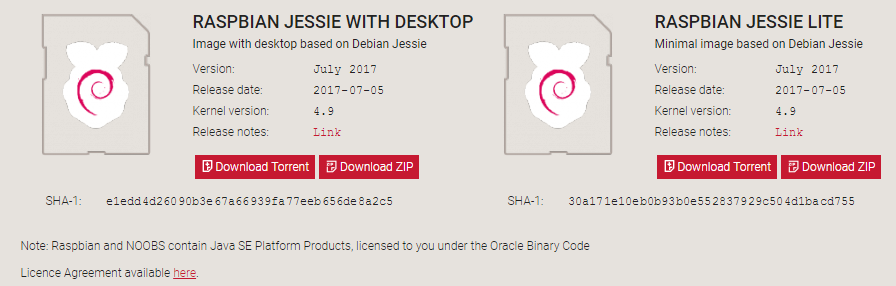 RASPBIAN JESSIE WITH DESKTOP
Image with desktop based on Debian Jessie
Version: July 2017
Release date: 2017-07-05
Kernel version: 4.9
Release notes: Link
Download Torrent Download ZIP
SHA-1: e1edd4d26090b3e67a66939fa77eeb656de8a2c5
RASPBIAN JESSIE LITE
Minimal image based on Debian Jessie
Version: July 2017
Release date: 2017-07-05
Kernel version: 4.9
Release notes: Link
Download Torrent Download ZIP
SHA-1: 30a171e10eb0b93b0e552837929c504d1bacd755
Note: Raspbian and NOOBS contain Java SE Platform Products, licensed to you under the Oracle Binary Code
Licence Agreement available here.